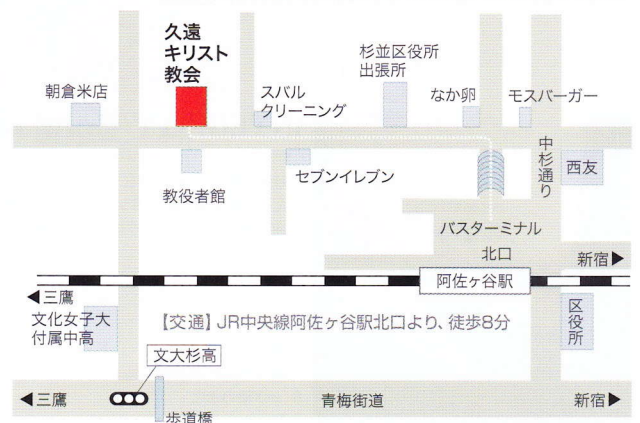 久遠
キリスト
教会
杉並区役所
出張所
朝倉米店
スバル
クリーニング
なか卵
モスバーガー
中杉通り
西友
教役者館
セブンイレブン
バスターミナル
北口
新宿▶
阿佐ヶ谷駅
◀三鷹
文化女子大
付属中高
【交通】JR中央線阿佐ヶ谷駅北口より、徒歩8分
区役所
文大杉高
◀三鷹
青梅街道
新宿▶
歩道橋